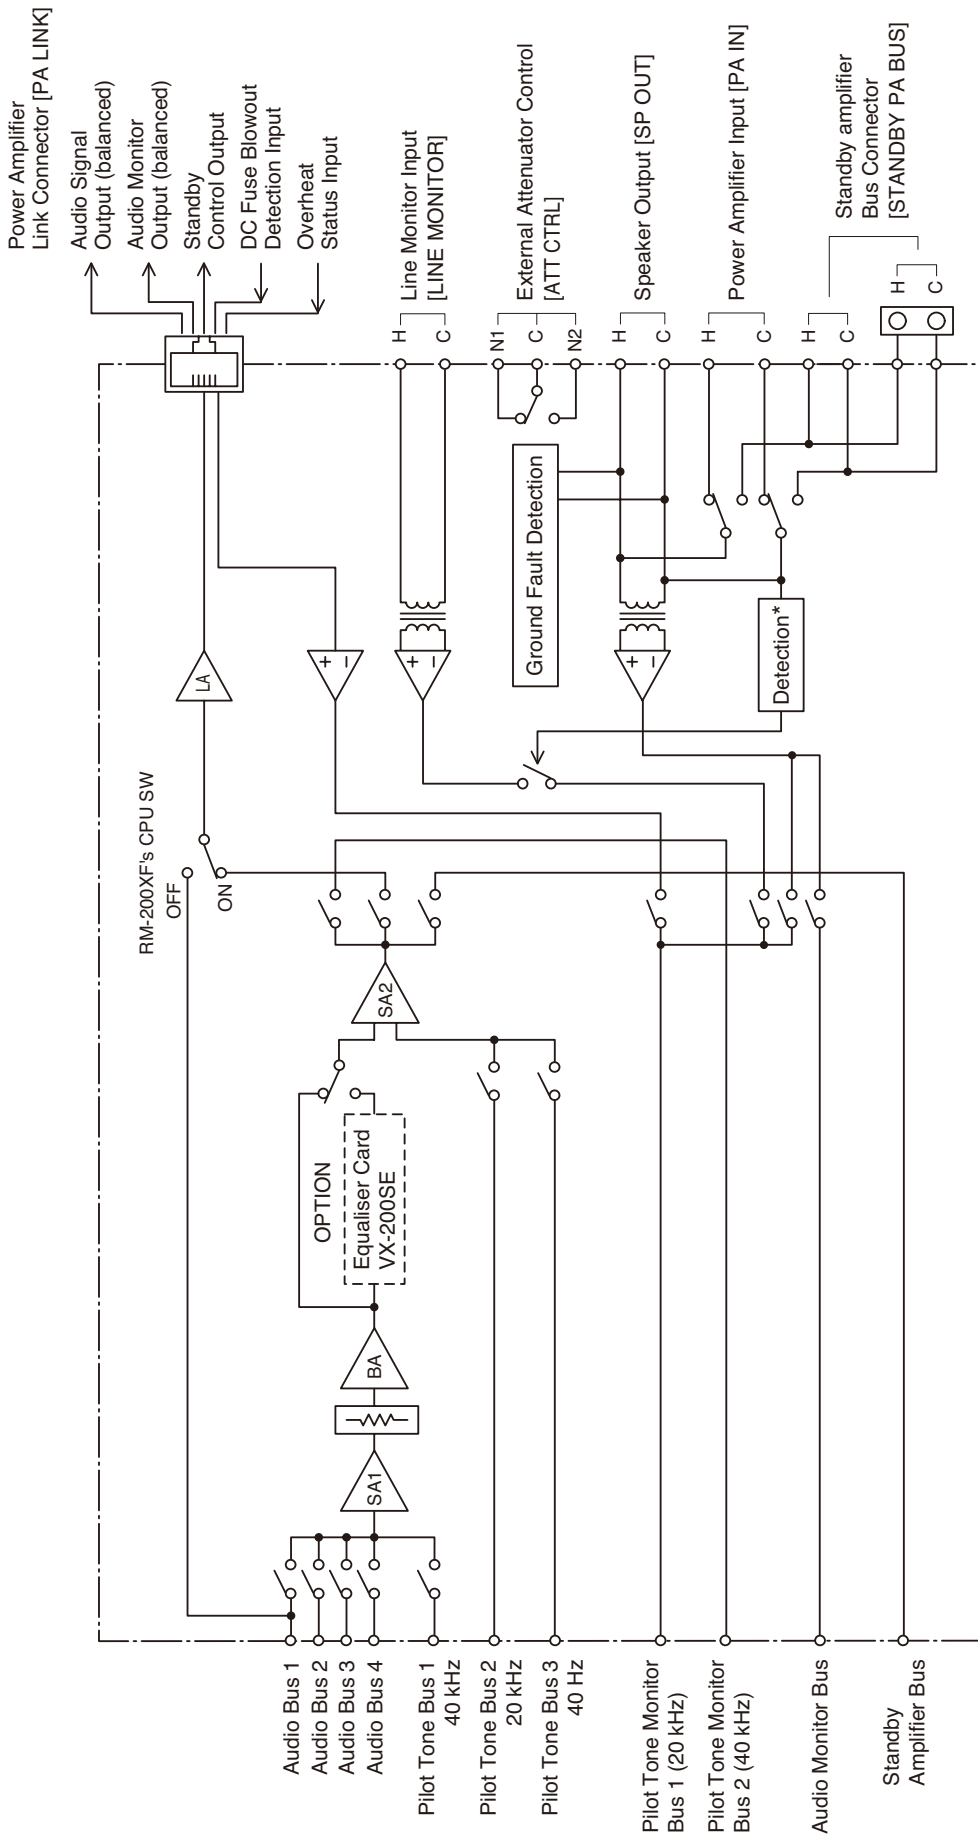 Power Amplifier
Link Connector [PA LINK]
Audio Signal
Output (balanced)
Audio Monitor
Output (balanced)
Standby
Control Output
DC Fuse Blowout
Detection Input
Overheat
Status Input
Line Monitor Input
[LINE MONITOR]
H
C
External Attenuator Control
[ATT CTRL]
N1
C
N2
Speaker Output [SP OUT]
H
C
Power Amplifier Input [PA IN]
H
C
Standby amplifier
Bus Connector
[STANDBY PA BUS]
H
C
H
C
LA
+
−
+
−
Ground Fault Detection
+
−
Detection*
RM-200XF's CPU SW
OFF
ON
SA2
OPTION
Equaliser Card
VX-200SE
BA
SA1
Audio Bus 1
Audio Bus 2
Audio Bus 3
Audio Bus 4
Pilot Tone Bus 1
40 kHz
Pilot Tone Bus 2
20 kHz
Pilot Tone Bus 3
40 Hz
Pilot Tone Monitor
Bus 1 (20 kHz)
Pilot Tone Monitor
Bus 2 (40 kHz)
Audio Monitor Bus
Standby
Amplifier Bus